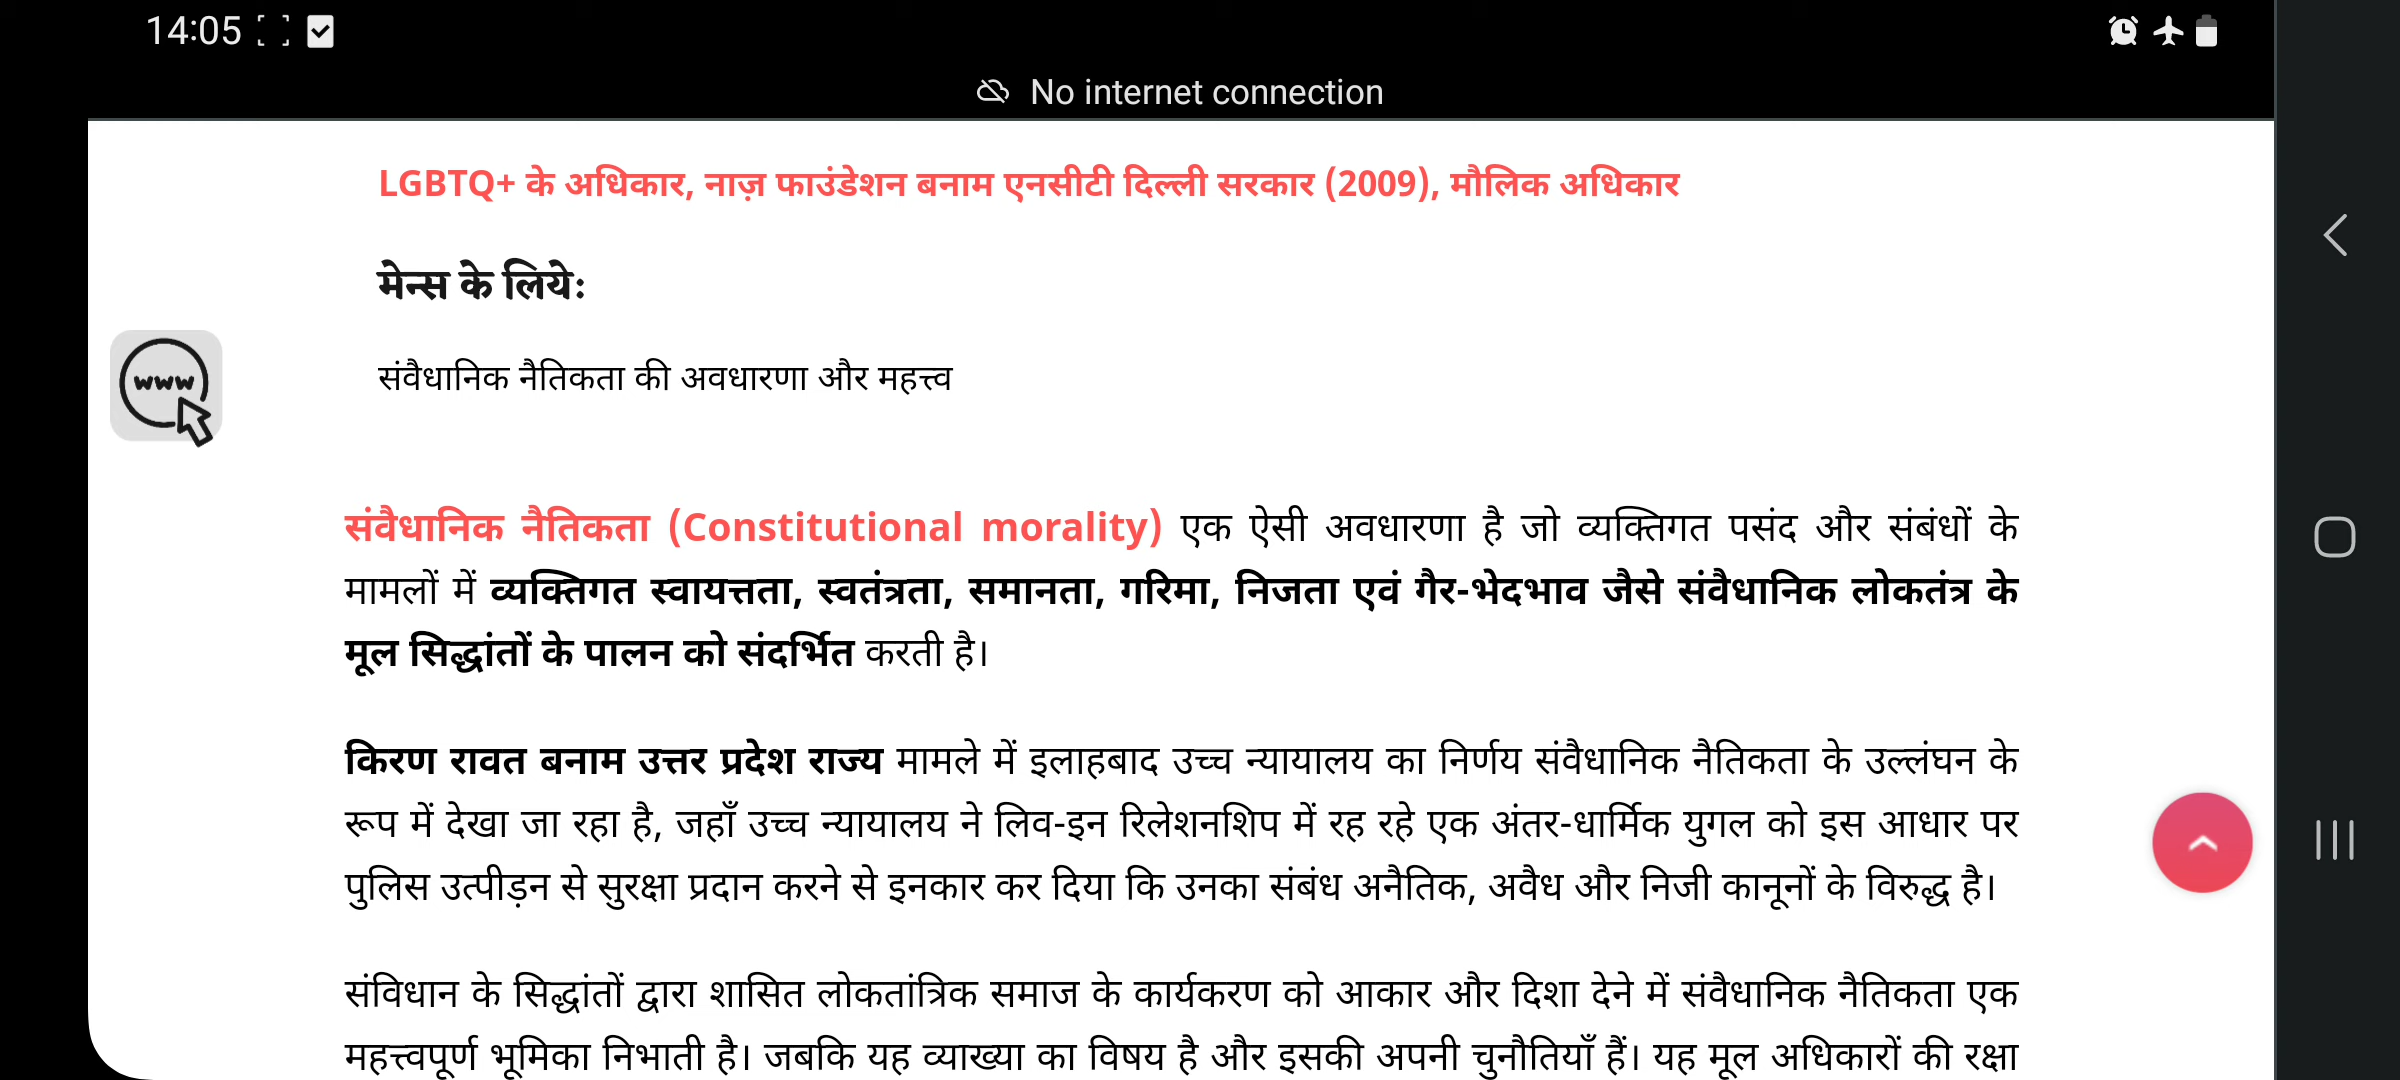 14:05
No internet connection
LGBTQ+ के अधिकार, नाज़ फाउंडेशन बनाम एनसीटी दिल्ली सरकार (2009), मौलिक अधिकार
मेन्स के लिये:
www
संवैधानिक नैतिकता की अवधारणा और महत्त्व
संवैधानिक नैतिकता (Constitutional morality) एक ऐसी अवधारणा है जो व्यक्तिगत पसंद और संबंधों के
मामलों में व्यक्तिगत स्वायत्तता, स्वतंत्रता, समानता, गरिमा, निजता एवं गैर-भेदभाव जैसे संवैधानिक लोकतंत्र के
मूल सिद्धांतों के पालन को संदर्भित करती है।
किरण रावत बनाम उत्तर प्रदेश राज्य मामले में इलाहबाद उच्च न्यायालय का निर्णय संवैधानिक नैतिकता के उल्लंघन के
रूप में देखा जा रहा है, जहाँ उच्च न्यायालय ने लिव-इन रिलेशनशिप में रह रहे एक अंतर-धार्मिक युगल को इस आधार पर
पुलिस उत्पीड़न से सुरक्षा प्रदान करने से इनकार कर दिया कि उनका संबंध अनैतिक, अवैध और निजी कानूनों के विरुद्ध है।
संविधान के सिद्धांतों द्वारा शासित लोकतांत्रिक समाज के कार्यकरण को आकार और दिशा देने में संवैधानिक नैतिकता एक
महत्त्वपूर्ण भूमिका निभाती है। जबकि यह व्याख्या का विषय है और इसकी अपनी चुनौतियाँ हैं। यह मूल अधिकारों की रक्षा